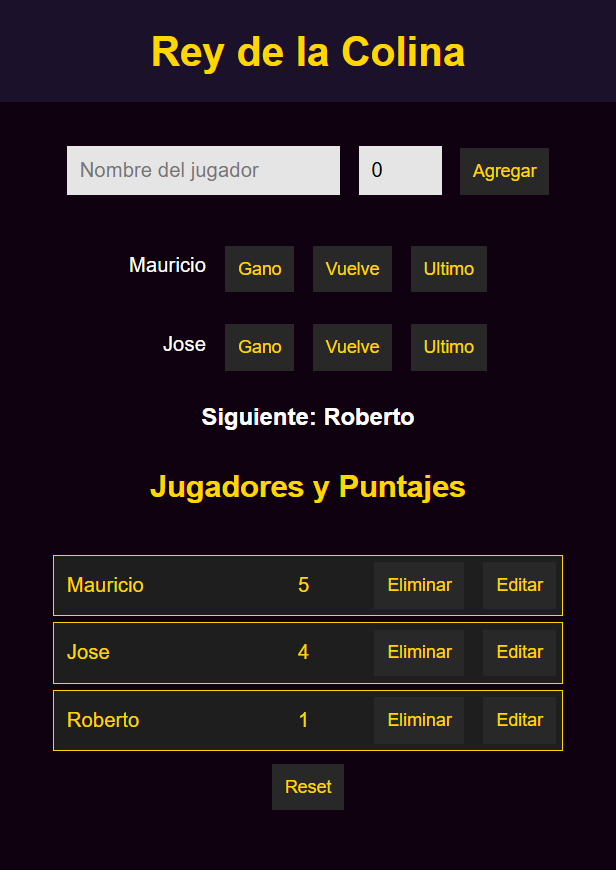 Rey de la Colina
Nombre del jugador 0 Agregar
Mauricio Gano Vuelve Ultimo
Jose Gano Vuelve Ultimo
Siguiente: Roberto
Jugadores y Puntajes
Mauricio 5 Eliminar Editar
Jose 4 Eliminar Editar
Roberto 1 Eliminar Editar
Reset